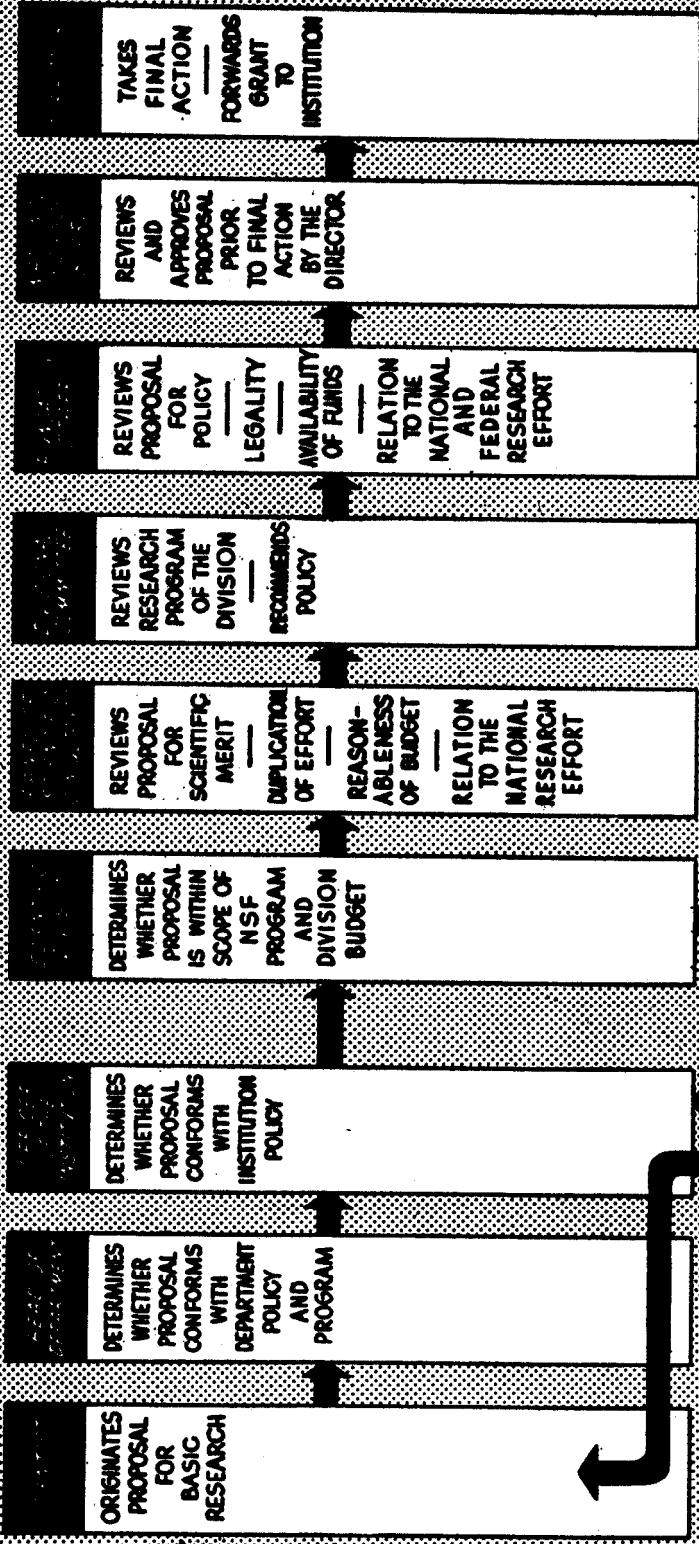 ORIGINATES
PROPOSAL
FOR
BASIC
RESEARCH
DETERMINES
WHETHER
PROPOSAL
CONFORMS
WITH
DEPARTMENT
POLICY
AND
PROGRAM
DETERMINES
WHETHER
PROPOSAL
CONFORMS
WITH
INSTITUTION
POLICY
DETERMINES
WHETHER
PROPOSAL
IS WITHIN
SCOPE OF
NSF
PROGRAM
AND
DIVISION
BUDGET
REVIEWS
PROPOSAL
FOR
SCIENTIFIC
MERIT
DUPLICATION
OF EFFORT
REASON-
ABLENESS
OF BUDGET
RELATION
TO THE
NATIONAL
RESEARCH
EFFORT
REVIEWS
RESEARCH
PROGRAM
OF THE
DIVISION
RECOMMENDS
POLICY
REVIEWS
PROPOSAL
FOR
POLICY
LEGALITY
AVAILABILITY
OF FUNDS
RELATION
TO THE
NATIONAL
AND
FEDERAL
RESEARCH
EFFORT
REVIEWS
AND
APPROVES
PROPOSAL
PRIOR
TO FINAL
ACTION
BY THE
DIRECTOR
TAKES
FINAL
ACTION
FORWARDS
GRANT
TO
INSTITUTION